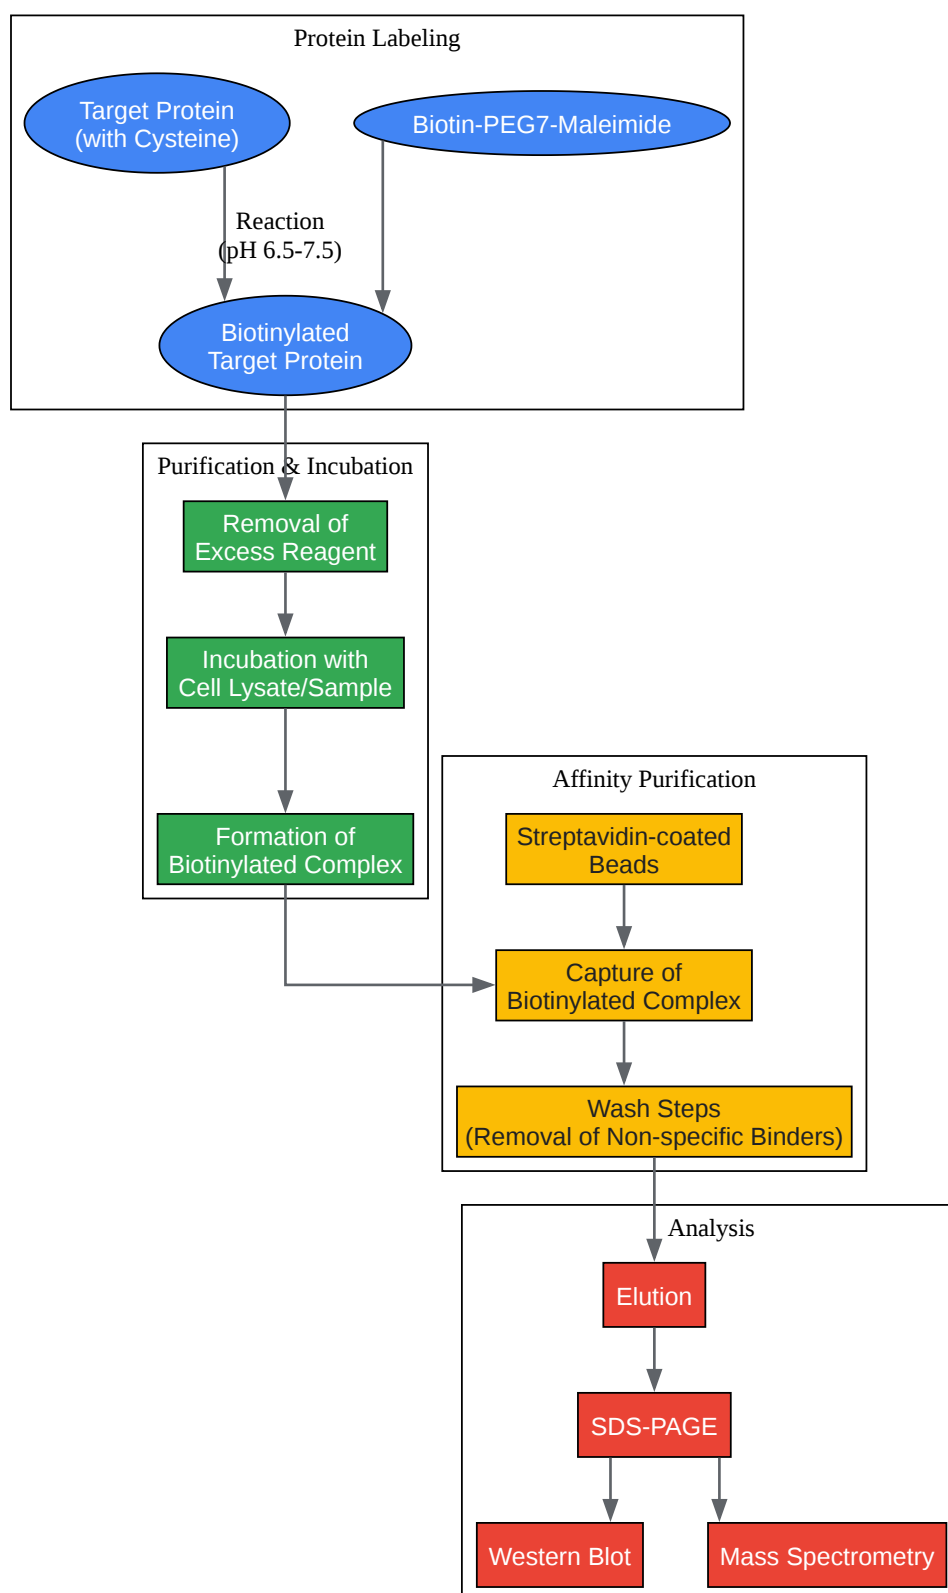 Protein Labeling
Target Protein
(with Cysteine)
Biotin-PEG7-Maleimide
Reaction
(pH 6.5-7.5)
Biotinylated
Target Protein
Purification & Incubation
Removal of
Excess Reagent
Incubation with
Cell Lysate/Sample
Formation of
Biotinylated Complex
Affinity Purification
Streptavidin-coated
Beads
Capture of
Biotinylated Complex
Wash Steps
(Removal of Non-specific Binders)
Analysis
Elution
SDS-PAGE
Western Blot
Mass Spectrometry